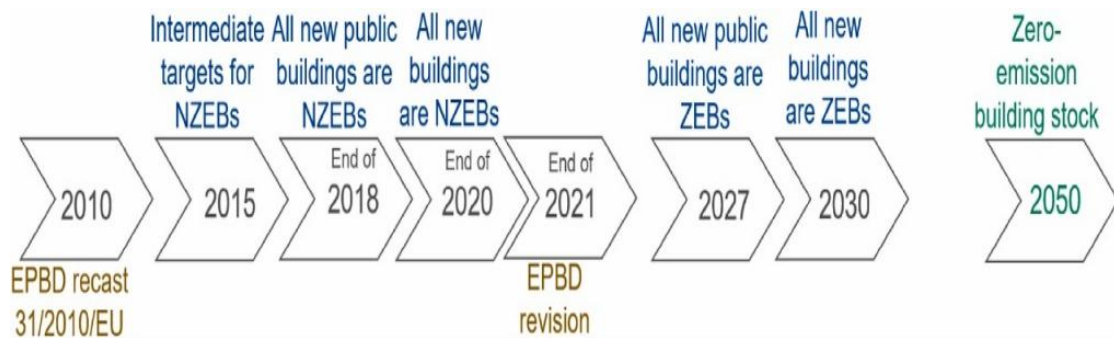 Intermediate
targets for
NZEBs
All new public
buildings are
NZEBs
All new
buildings
are NZEBs
All new public
buildings are
ZEBs
All new
buildings
are ZEBs
Zero-
emission
building stock
2010
2015
End of
2018
End of
2020
End of
2021
2027
2030
2050
EPBD recast
31/2010/EU
EPBD
revision